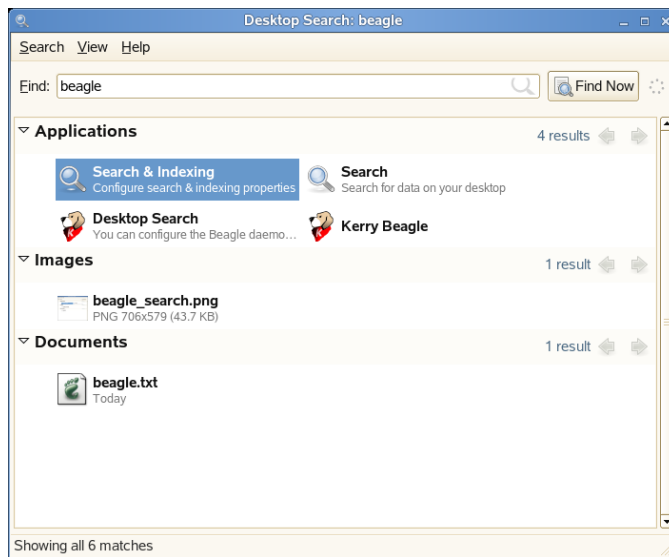 Desktop Search: beagle
Search View Help
Find: beagle Find Now
Applications 4 results
Search & Indexing
Configure search & indexing properties
Search
Search for data on your desktop
Desktop Search
You can configure the Beagle daemo...
Kerry Beagle
Images 1 result
beagle_search.png
PNG 706x579 (43.7 KB)
Documents 1 result
beagle.txt
Today
Showing all 6 matches